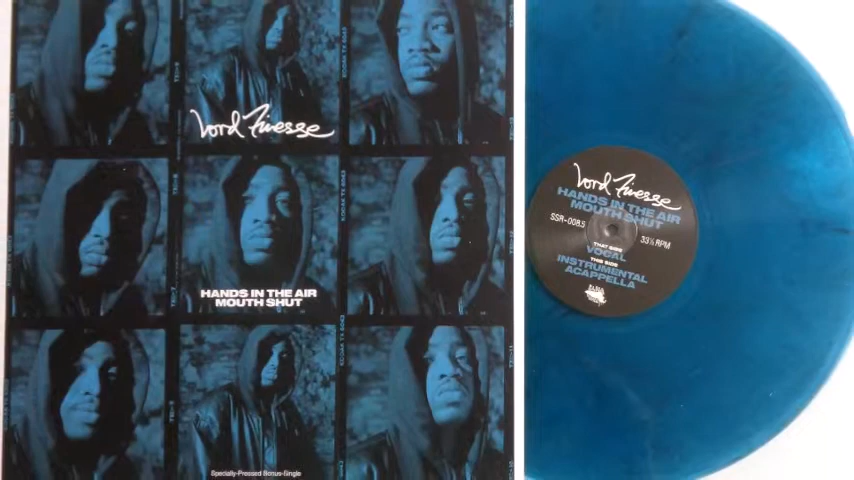 Lord Finesse
HANDS IN THE AIR
MOUTH SHUT
Specially-Pressed Bonus-Single
Lord Finesse
HANDS IN THE AIR
MOUTH SHUT
SSR-008.5
33⅓ RPM
THAT SIDE
VOCAL
THIS SIDE
INSTRUMENTAL
ACAPPELLA